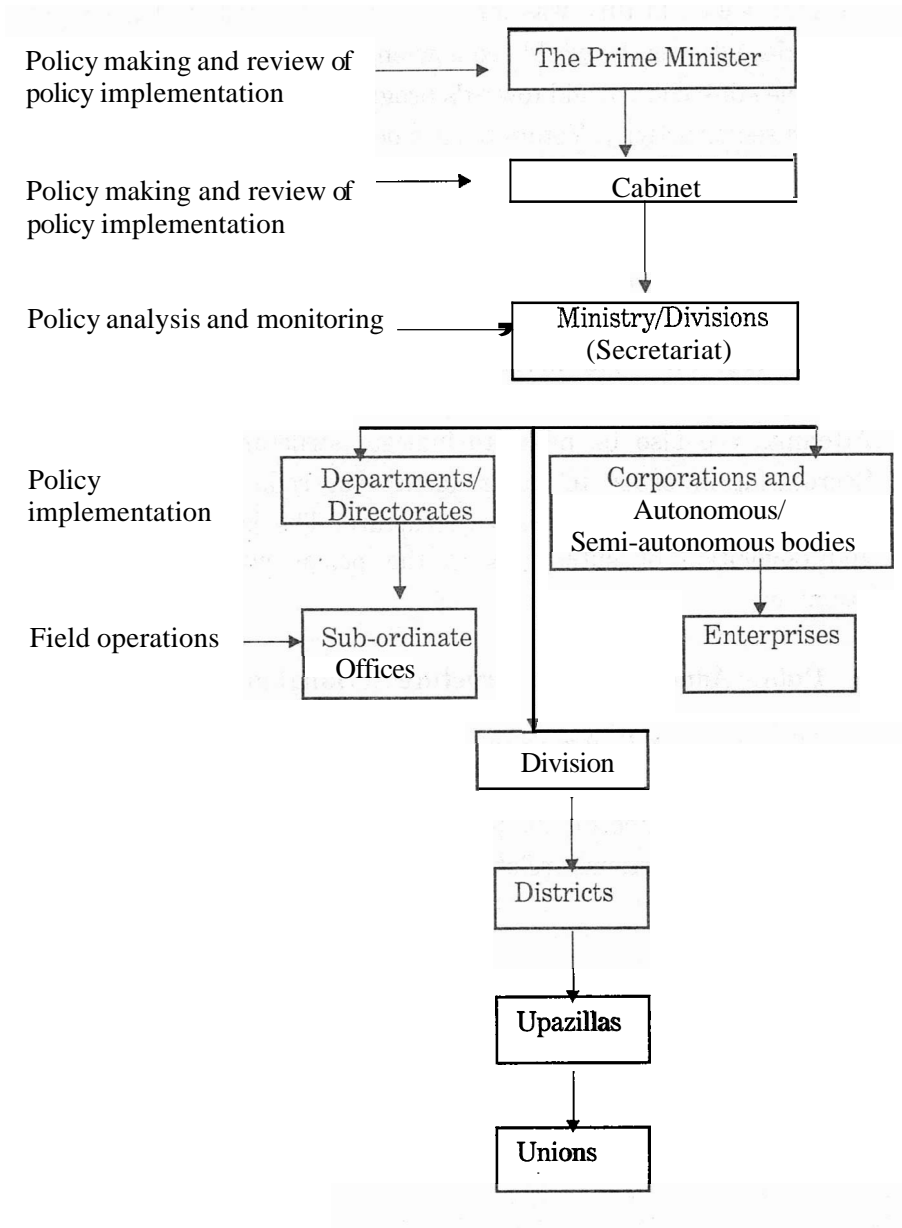 Policy making and review of
policy implementation
The Prime Minister
Policy making and review of
policy implementation
Cabinet
Policy analysis and monitoring
Ministry/Divisions
(Secretariat)
Policy
implementation
Departments/
Directorates
Corporations and
Autonomous/
Semi-autonomous bodies
Field operations
Sub-ordinate
Offices
Enterprises
Division
Districts
Upazillas
Unions